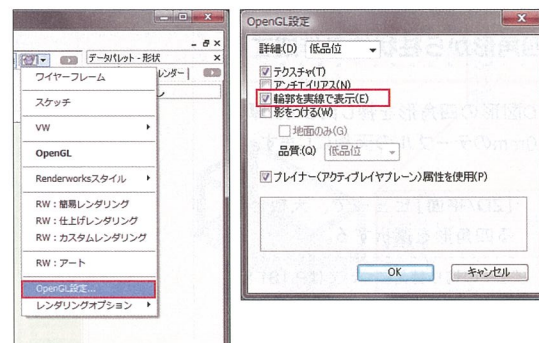 データパレット - 形状
レンダー
ワイヤーフレーム
スケッチ
VW
OpenGL
Renderworksスタイル
RW：簡易レンダリング
RW：仕上げレンダリング
RW：カスタムレンダリング
RW：アート
OpenGL設定...
レンダリングオプション
OpenGL設定
詳細(D) 低品位
テクスチャ(T)
アンチエイリアス(N)
輪郭を実線で表示(E)
影をつける(W)
地面のみ(G)
品質:(Q) 低品位
プレイナー(アクティブレイヤプレーン)属性を使用(P)
OK キャンセル